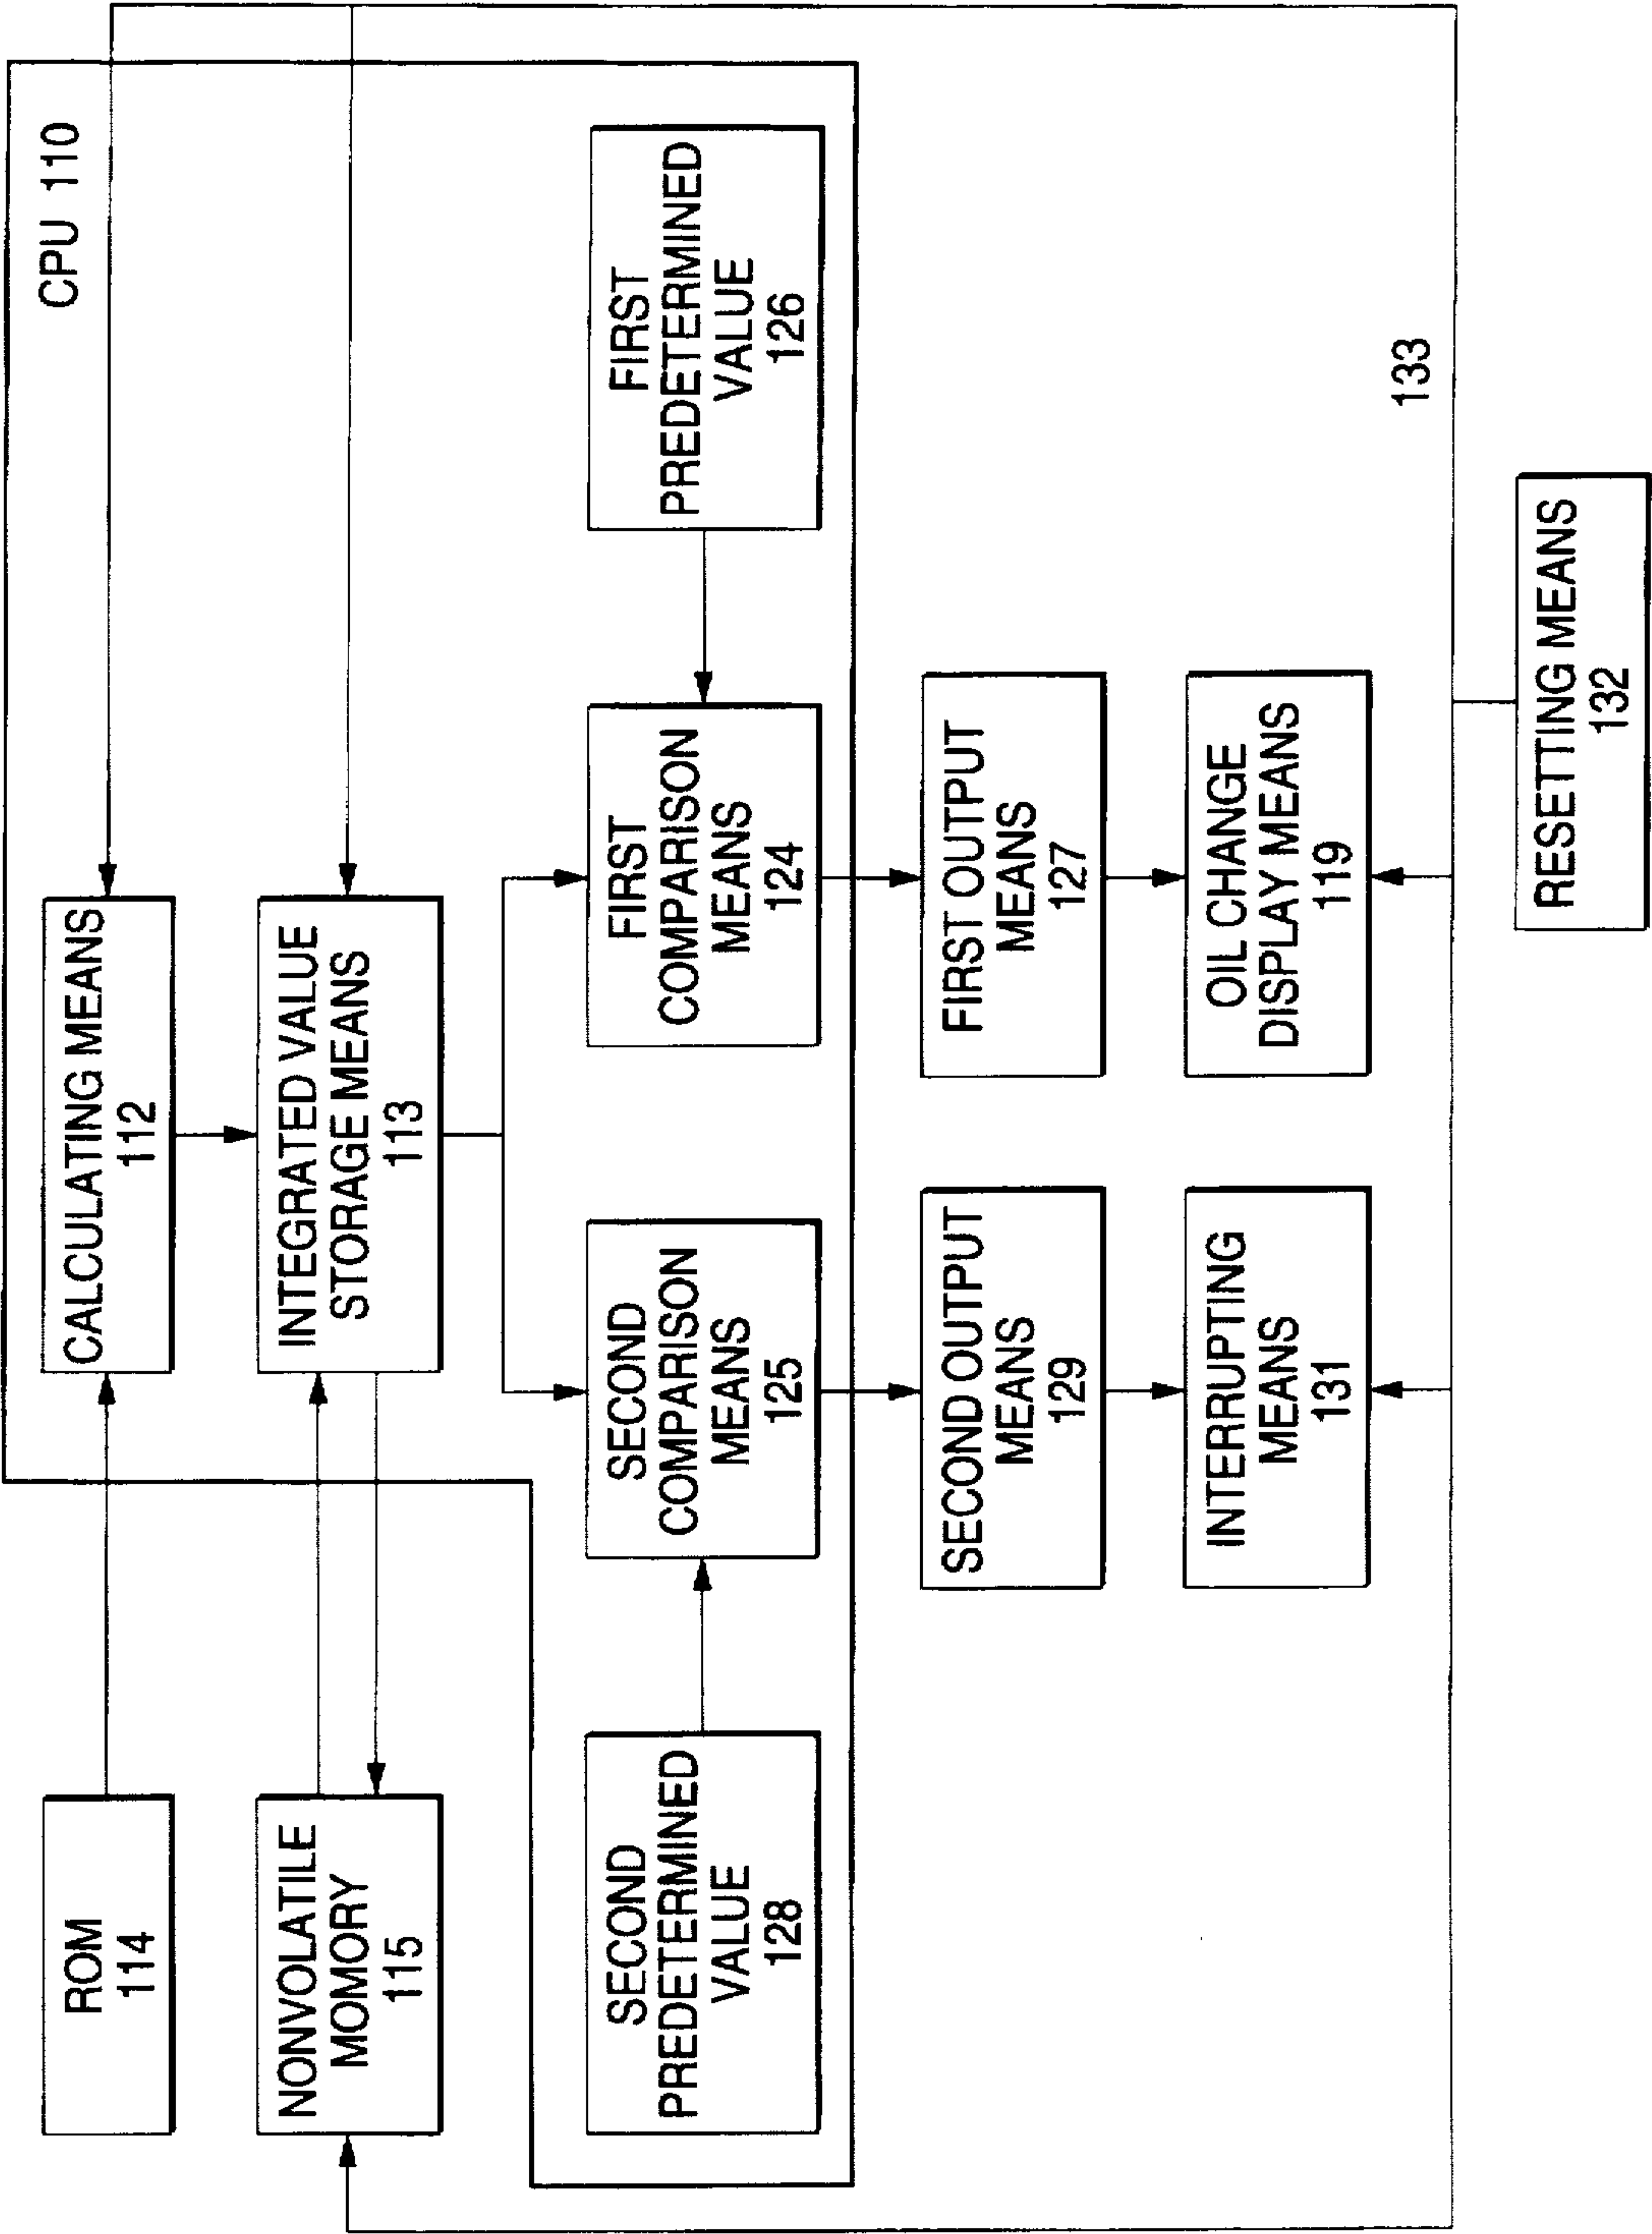 CPU 110
ROM
114
CALCULATING MEANS
112
NONVOLATILE
MOMORY
115
INTEGRATED VALUE
STORAGE MEANS
113
SECOND
PREDETERMINED
VALUE
128
SECOND
COMPARISON
MEANS
125
FIRST
COMPARISON
MEANS
124
FIRST
PREDETERMINED
VALUE
126
SECOND OUTPUT
MEANS
129
FIRST OUTPUT
MEANS
127
INTERRUPTING
MEANS
131
OIL CHANGE
DISPLAY MEANS
119
133
RESETTING MEANS
132